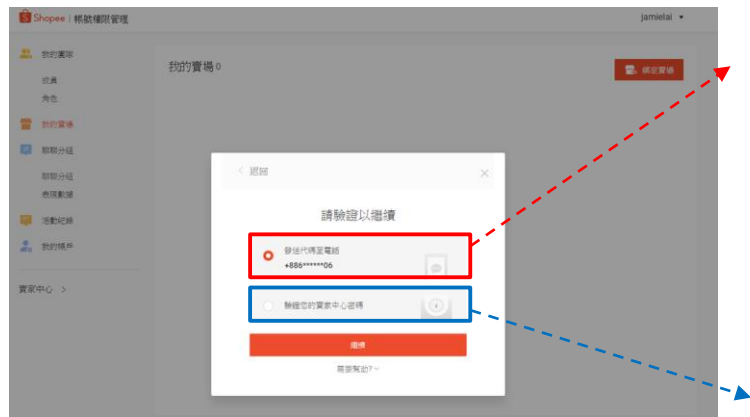 Shopee | 帳號權限管理
jamielai
我的團隊
成員
角色
我的賣場
聊聊分組
聊聊分組
表現數據
活動紀錄
我的帳戶
賣家中心 >
我的賣場 0
綁定賣場
< 返回
請驗證以繼續
發送代碼至電話
+886******06
驗證您的賣家中心密碼
繼續
需要幫助?